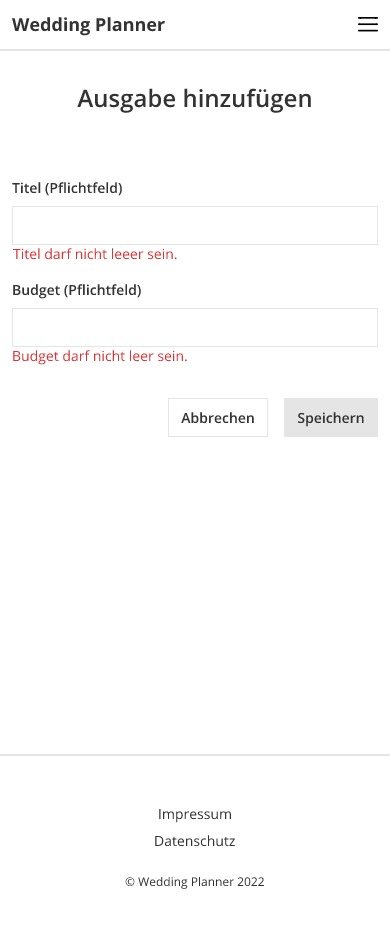 Wedding Planner
Ausgabe hinzufügen
Titel (Pflichtfeld)
Titel darf nicht leeer sein.
Budget (Pflichtfeld)
Budget darf nicht leer sein.
Abbrechen Speichern
Impressum
Datenschutz
© Wedding Planner 2022